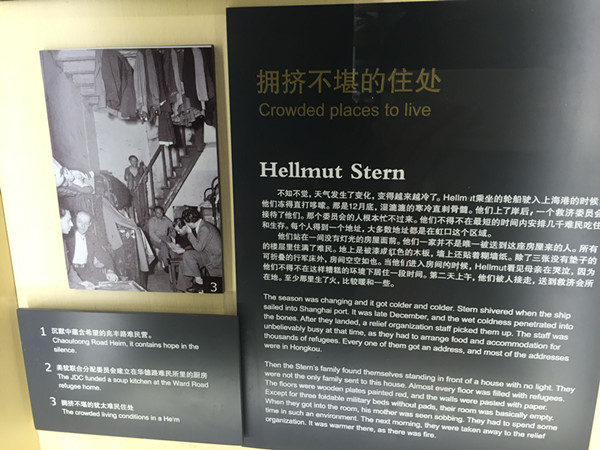 拥挤不堪的住处
Crowded places to live
Hellmut Stern
不知不觉，天气发生了变化，变得越来越冷了。Hellmut乘坐的轮船驶入上海港的时候，
他们冻得直打哆嗦。那是12月底，湿漉漉的寒冷直刺骨髓。他们上了岸后，一个救济委员会
接待了他们。那个委员会的人根本忙不过来。他们不得不在最短的时间内安排几千难民吃住
和生存。每个人得到一个地址，大多数地址都是在虹口这个区域。
他们站在一间没有灯光的房屋面前。他们一家并不是唯一被送到这座房屋来的人。所有
的楼层里住满了难民。地上是被漆成红色的木板，墙上还贴着糊墙纸。除了三张没有垫子的
可折叠的行军床外，房间空空如也。当他们进入房间的时候，Hellmut看见母亲在哭泣，因为
他们不得不在这样糟糕的环境下居住一段时间。第二天早上，他们被人接走，送到救济会所
在地。至少那里生了火，比较暖和一些。
The season was changing and it got colder and colder. Stern shivered when the ship
sailed into Shanghai port. It was late December, and the wet coldness penetrated into
the bones. After they landed, a relief organization staff picked them up. The staff was
unbelievably busy at that time, as they had to arrange food and accommodation for
thousands of refugees. Every one of them got an address, and most of the addresses
were in Hongkou.
Then the Stern's family found themselves standing in front of a house with no light. They
were not the only family sent to this house. Almost every floor was filled with refugees.
The floors were wooden plates painted red, and the walls were pasted with paper.
Except for three foldable military beds without pads, their room was basically empty.
When they got into the room, his mother was seen sobbing. They had to spend some
time in such an environment. The next morning, they were taken away to the relief
organization. It was warmer there, as there was fire.
3
1 沉默中蕴含希望的兆丰路难民营。
Chaoufoong Road Heim, it contains hope in the
silence.
2 美犹联合分配委员会建立在华德路难民所里的厨房
The JDC funded a soup kitchen at the Ward Road
refugee home.
3 拥挤不堪的犹太难民住处
The crowded living conditions in a He'm